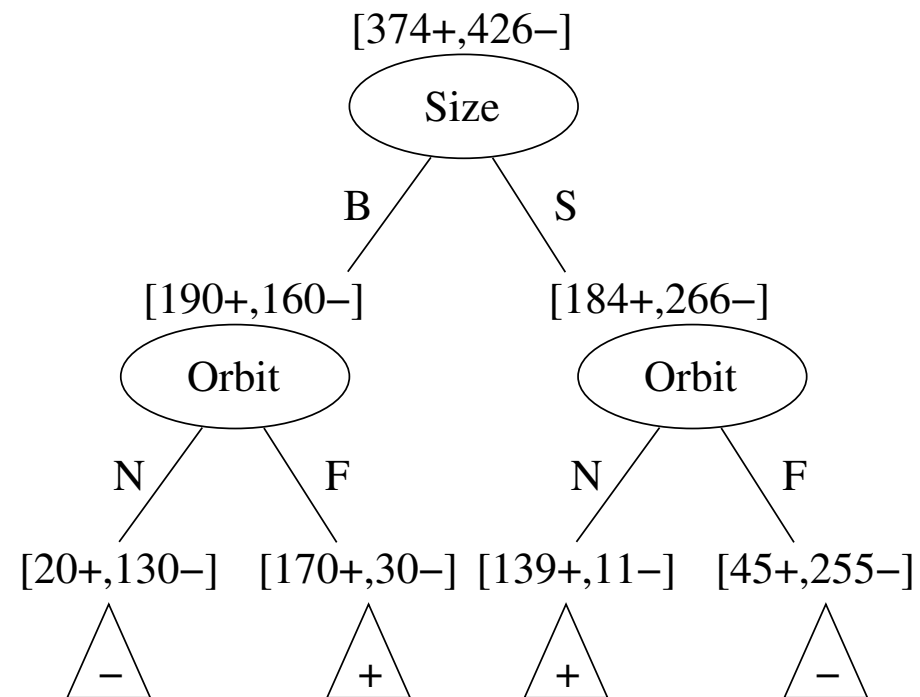 [374+,426−]
Size
B S
[190+,160−] [184+,266−]
Orbit Orbit
N F N F
[20+,130−] [170+,30−] [139+,11−] [45+,255−]
− + + −